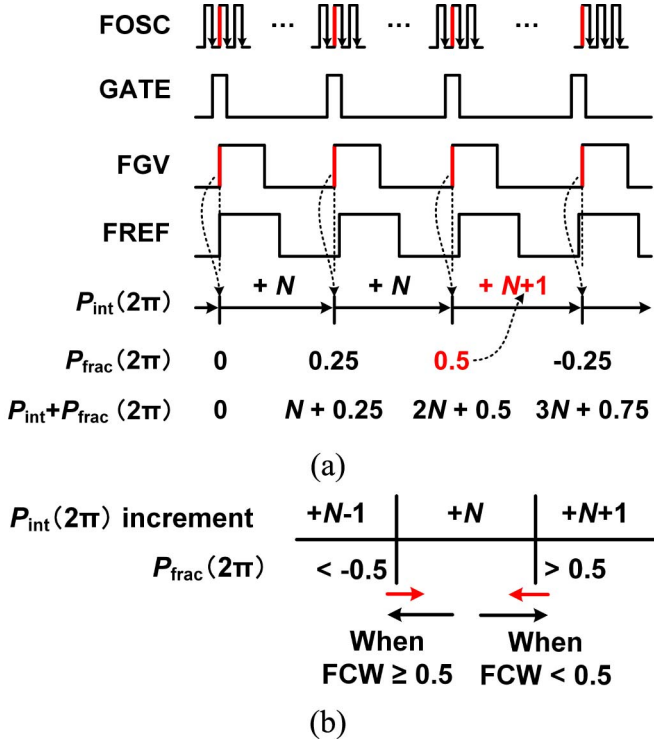 FOSC ... ... ...
GATE
FGV
FREF
+ N + N + N+1
Pint(2π)
Pfrac(2π) 0 0.25 0.5 -0.25
Pint+Pfrac(2π) 0 N + 0.25 2N + 0.5 3N + 0.75
(a)
Pint(2π) increment +N-1 +N +N+1
Pfrac(2π) < -0.5 > 0.5
When When
FCW ≥ 0.5 FCW < 0.5
(b)